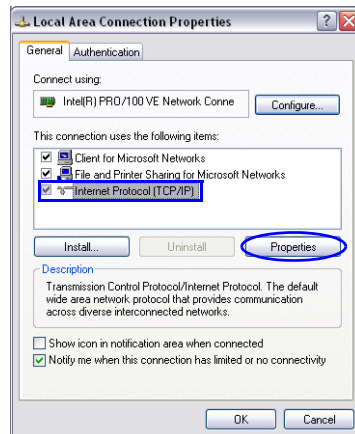 Local Area Connection Properties
General Authentication
Connect using:
Intel(R) PRO/100 VE Network Conne Configure...
This connection uses the following items:
Client for Microsoft Networks
File and Printer Sharing for Microsoft Networks
Internet Protocol (TCP/IP)
Install... Uninstall Properties
Description
Transmission Control Protocol/Internet Protocol. The default
wide area network protocol that provides communication
across diverse interconnected networks.
Show icon in notification area when connected
Notify me when this connection has limited or no connectivity
OK Cancel